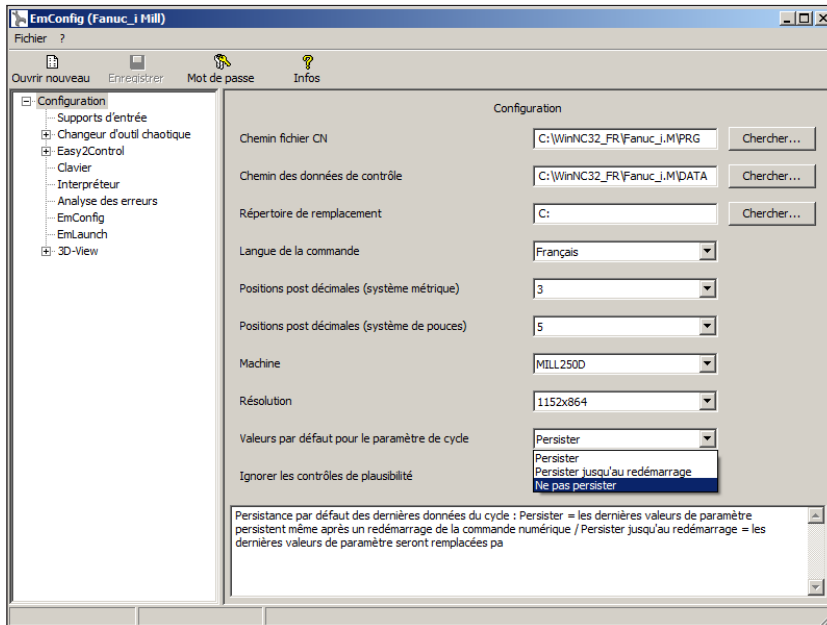 EmConfig (Fanuc_i Mill)
Fichier ?
Ouvrir nouveau Enregistrer Mot de passe Infos
Configuration
Supports d'entrée
Changeur d'outil chaotique
Easy2Control
Clavier
Interpréteur
Analyse des erreurs
EmConfig
EmLaunch
3D-View
Configuration
Chemin fichier CN C:\WinNC32_FR\Fanuc_i.M\PRG Chercher...
Chemin des données de contrôle C:\WinNC32_FR\Fanuc_i.M\DATA Chercher...
Répertoire de remplacement C: Chercher...
Langue de la commande Français
Positions post décimales (système métrique) 3
Positions post décimales (système de pouces) 5
Machine MILL250D
Résolution 1152x864
Valeurs par défaut pour le paramètre de cycle Persister
Persister
Persister jusqu'au redémarrage
Ne pas persister
Ignorer les contrôles de plausibilité
Persistance par défaut des dernières données du cycle : Persister = les dernières valeurs de paramètre
persistent même après un redémarrage de la commande numérique / Persister jusqu'au redémarrage = les
dernières valeurs de paramètre seront remplacées pa